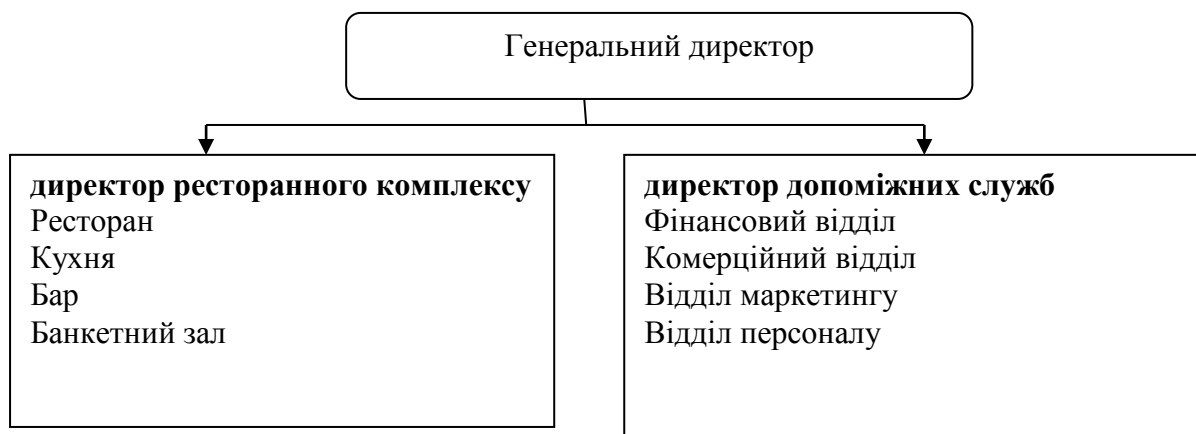 Генеральний директор
директор ресторанного комплексу
Ресторан
Кухня
Бар
Банкетний зал
директор допоміжних служб
Фінансовий відділ
Комерційний відділ
Відділ маркетингу
Відділ персоналу